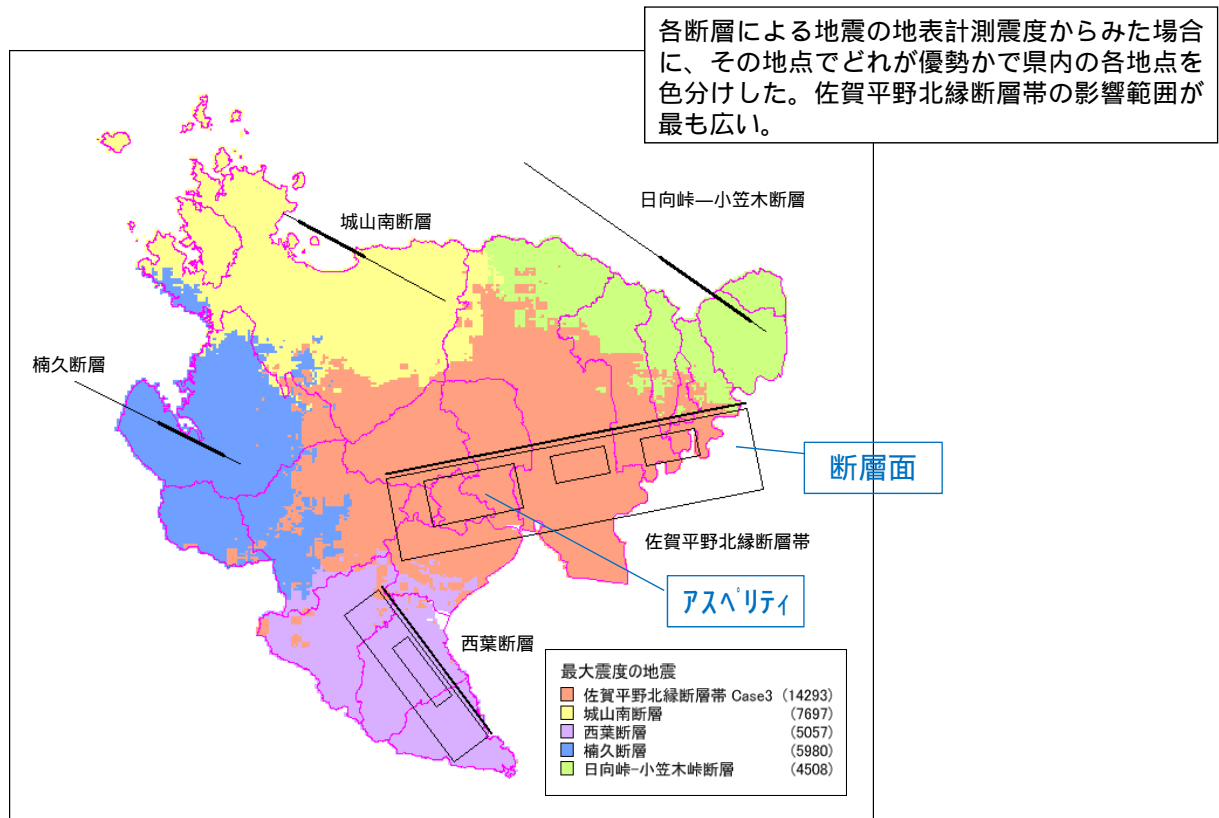 各断層による地震の地表計測震度からみた場合
に、その地点でどれが優勢かで県内の各地点を
色分けした。佐賀平野北縁断層帯の影響範囲が
最も広い。
日向峠―小笠木断層
城山南断層
楠久断層
断層面
佐賀平野北縁断層帯
アスペリティ
西葉断層
最大震度の地震
佐賀平野北縁断層帯 Case3 (14293)
城山南断層 (7697)
西葉断層 (5057)
楠久断層 (5980)
日向峠-小笠木峠断層 (4508)